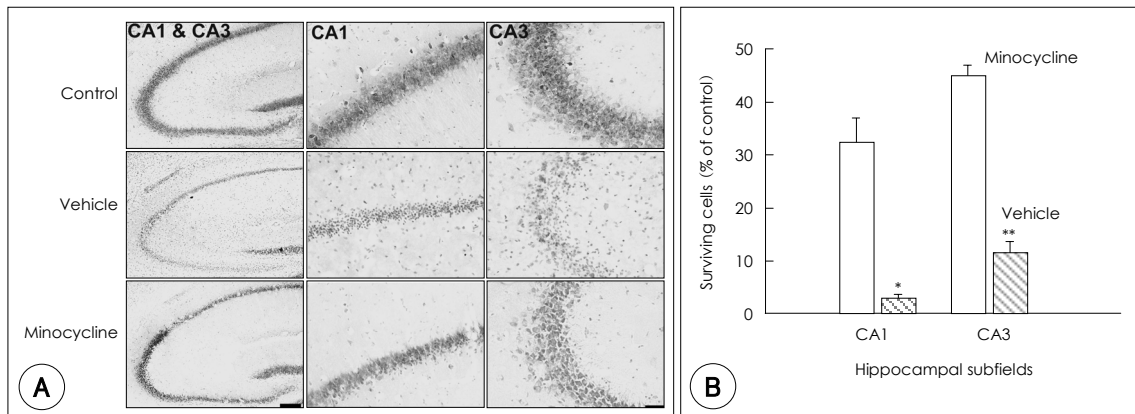 CA1 & CA3
CA1
CA3
Control
Vehicle
Minocycline
A
50
40
30
20
10
0
Surviving cells (% of control)
Minocycline
Vehicle
*
**
CA1
CA3
Hippocampal subfields
B